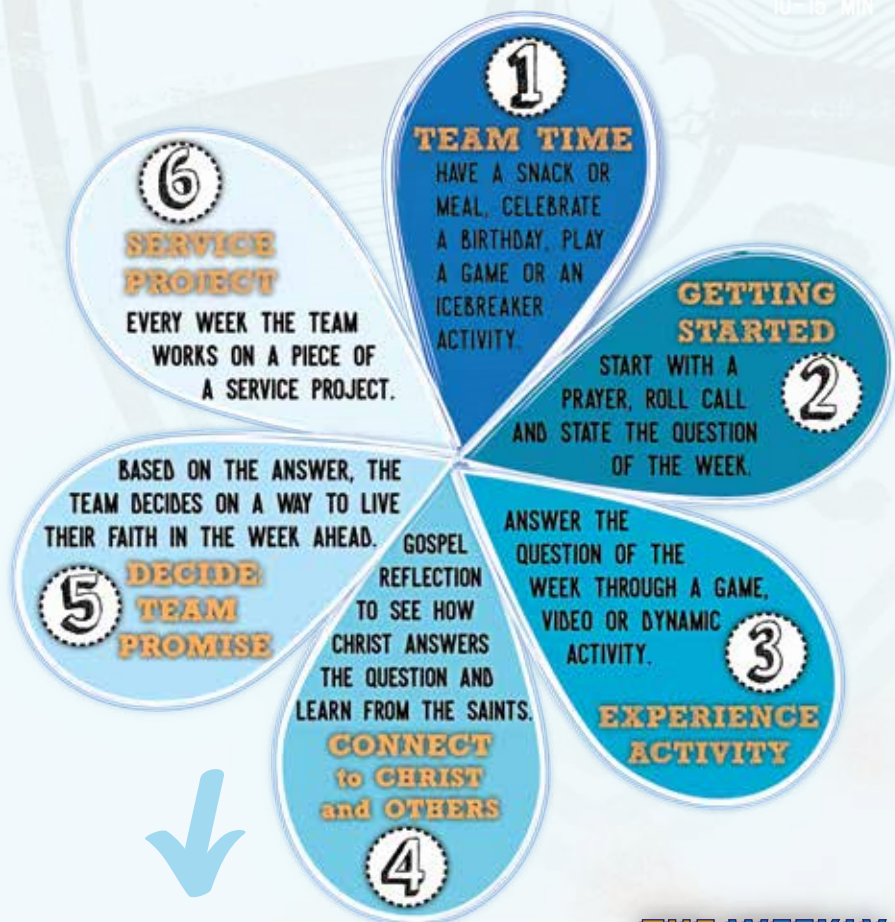 10-15 MIN
1
TEAM TIME
HAVE A SNACK OR
MEAL, CELEBRATE
A BIRTHDAY, PLAY
A GAME OR AN
ICEBREAKER
ACTIVITY.
GETTING
STARTED
2
START WITH A
PRAYER, ROLL CALL
AND STATE THE QUESTION
OF THE WEEK.
ANSWER THE
QUESTION OF THE
WEEK THROUGH A GAME,
VIDEO OR DYNAMIC
ACTIVITY.
3
EXPERIENCE
ACTIVITY
GOSPEL
REFLECTION
TO SEE HOW
CHRIST ANSWERS
THE QUESTION AND
LEARN FROM THE SAINTS.
CONNECT
to CHRIST
and OTHERS
4
BASED ON THE ANSWER, THE
TEAM DECIDES ON A WAY TO LIVE
THEIR FAITH IN THE WEEK AHEAD.
5
DECIDE
TEAM
PROMISE
6
SERVICE
PROJECT
EVERY WEEK THE TEAM
WORKS ON A PIECE OF
A SERVICE PROJECT.